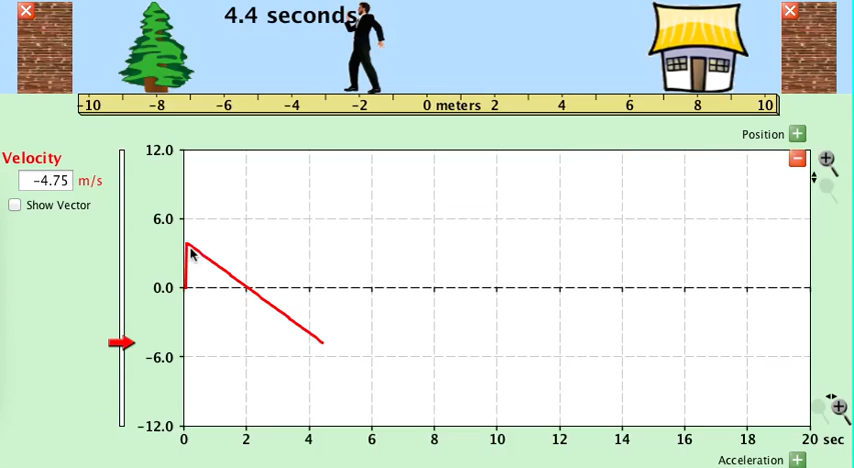 4.4 seconds
-10 -8 -6 -4 -2 0 meters 2 4 6 8 10
Position
Velocity
-4.75 m/s
Show Vector
12.0
6.0
0.0
-6.0
-12.0
0 2 4 6 8 10 12 14 16 18 20 sec
Acceleration